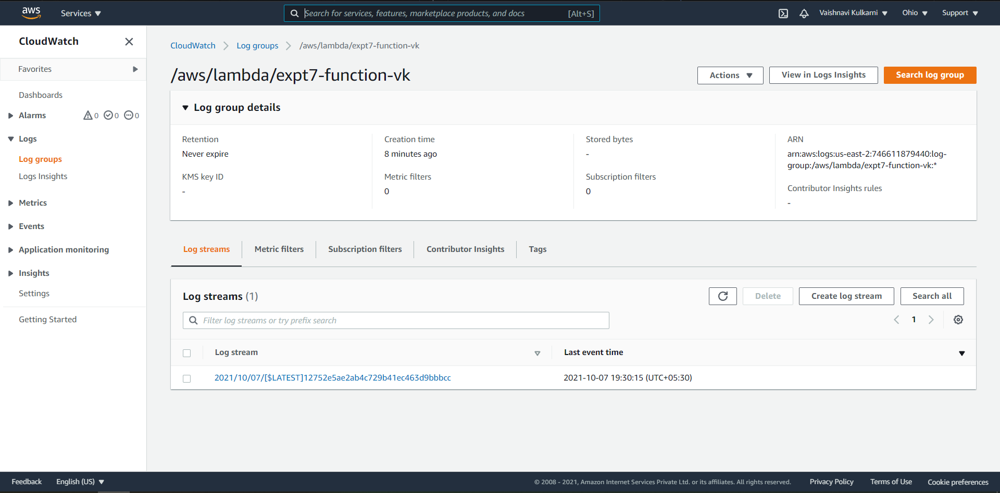 aws
Services
Search for services, features, marketplace products, and docs [Alt+S]
Vaishnavi Kulkarni
Ohio
Support
CloudWatch
Favorites
Dashboards
Alarms 0 0 0
Logs
Log groups
Logs Insights
Metrics
Events
Application monitoring
Insights
Settings
Getting Started
CloudWatch Log groups /aws/lambda/expt7-function-vk
/aws/lambda/expt7-function-vk
Actions
View in Logs Insights
Search log group
Log group details
Retention
Never expire
KMS key ID
-
Creation time
8 minutes ago
Metric filters
0
Stored bytes
-
Subscription filters
0
ARN
arn:aws:logs:us-east-2:746611879440:log-
group:/aws/lambda/expt7-function-vk:*
Contributor Insights rules
-
Log streams Metric filters Subscription filters Contributor Insights Tags
Log streams (1)
Delete
Create log stream
Search all
Filter log streams or try prefix search
1
Log stream Last event time
2021/10/07/[$LATEST]12752e5ae2ab4c729b41ec463d9bbbcc 2021-10-07 19:30:15 (UTC+05:30)
Feedback English (US) © 2008 - 2021, Amazon Internet Services Private Ltd. or its affiliates. All rights reserved. Privacy Policy Terms of Use Cookie preferences